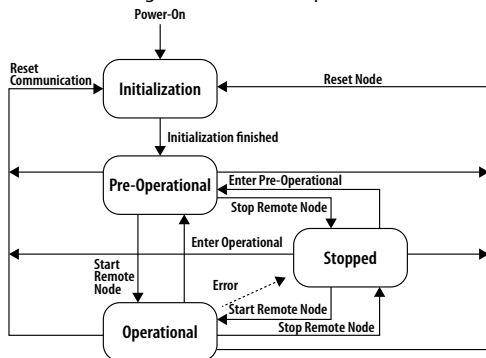 Power-On
Reset
Communication
Initialization
Reset Node
Initialization finished
Pre-Operational
Enter Pre-Operational
Stop Remote Node
Enter Operational
Stopped
Start
Remote
Node
Error
Start Remote Node
Operational
Stop Remote Node